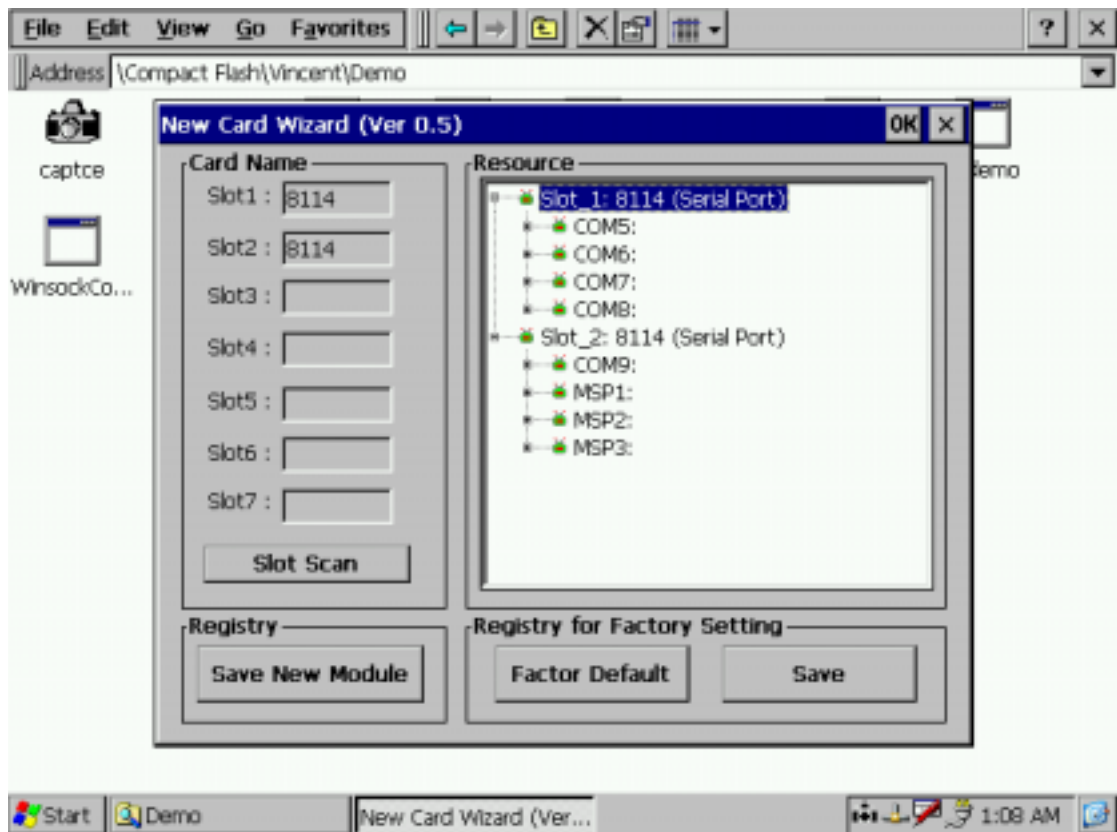 File Edit View Go Favorites ? ×
Address \Compact Flash\Vincent\Demo
captce
WinsockCo...
demo
New Card Wizard (Ver 0.5) OK ×
Card Name
Slot1 : 8114
Slot2 : 8114
Slot3 :
Slot4 :
Slot5 :
Slot6 :
Slot7 :
Slot Scan
Resource
Slot_1: 8114 (Serial Port)
COM5:
COM6:
COM7:
COM8:
Slot_2: 8114 (Serial Port)
COM9:
MSP1:
MSP2:
MSP3:
Registry
Save New Module
Registry for Factory Setting
Factor Default
Save
Start
Demo
New Card Wizard (Ver...
1:08 AM